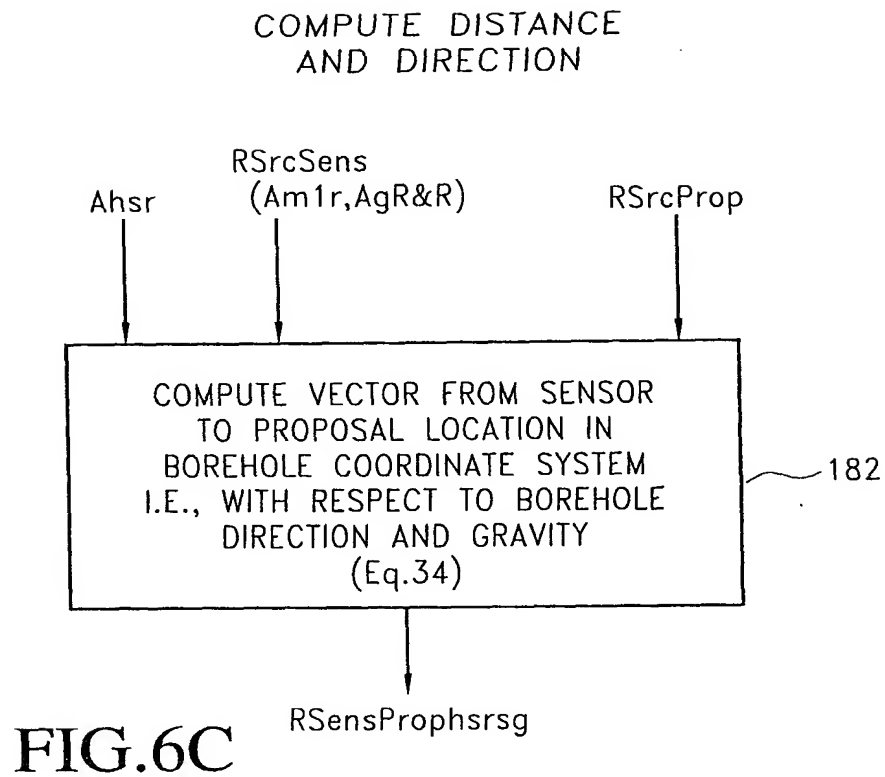 COMPUTE DISTANCE
AND DIRECTION
RSrcSens
Ahsr
(Am1r,AgR&R)
RSrcProp
COMPUTE VECTOR FROM SENSOR
TO PROPOSAL LOCATION IN
BOREHOLE COORDINATE SYSTEM
I.E., WITH RESPECT TO BOREHOLE
DIRECTION AND GRAVITY
(Eq.34)
182
RSensProphsrsg
FIG.6C